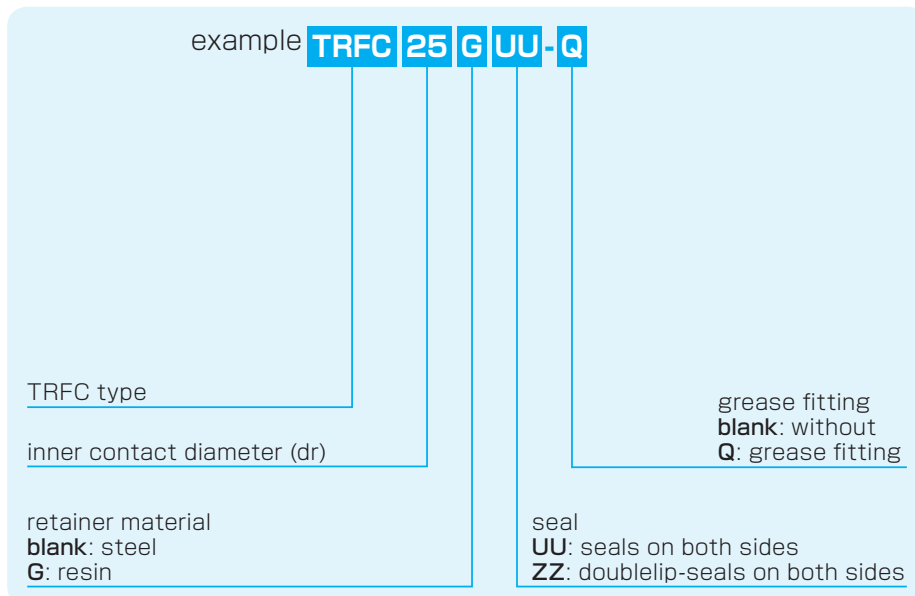 example TRFC 25 G UU-Q
TRFC type
inner contact diameter (dr)
retainer material
blank: steel
G: resin
grease fitting
blank: without
Q: grease fitting
seal
UU: seals on both sides
ZZ: doublelip-seals on both sides